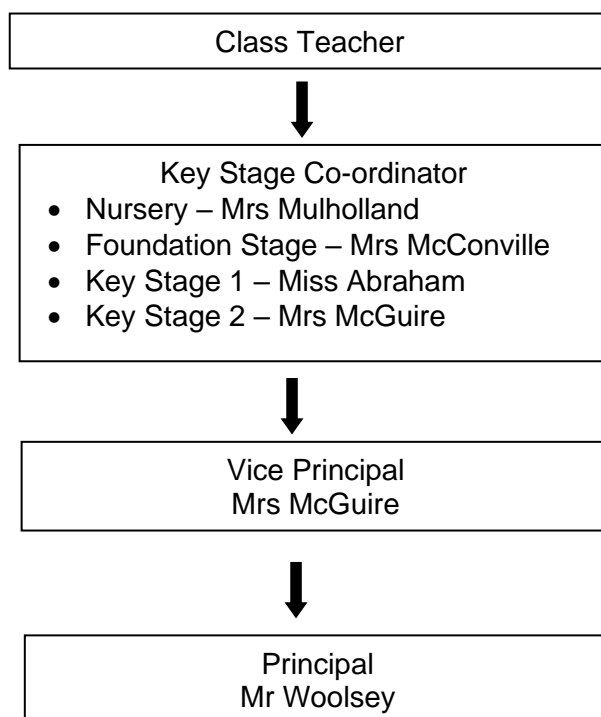 Class Teacher
Key Stage Co-ordinator
• Nursery – Mrs Mulholland
• Foundation Stage – Mrs McConville
• Key Stage 1 – Miss Abraham
• Key Stage 2 – Mrs McGuire
Vice Principal
Mrs McGuire
Principal
Mr Woolsey